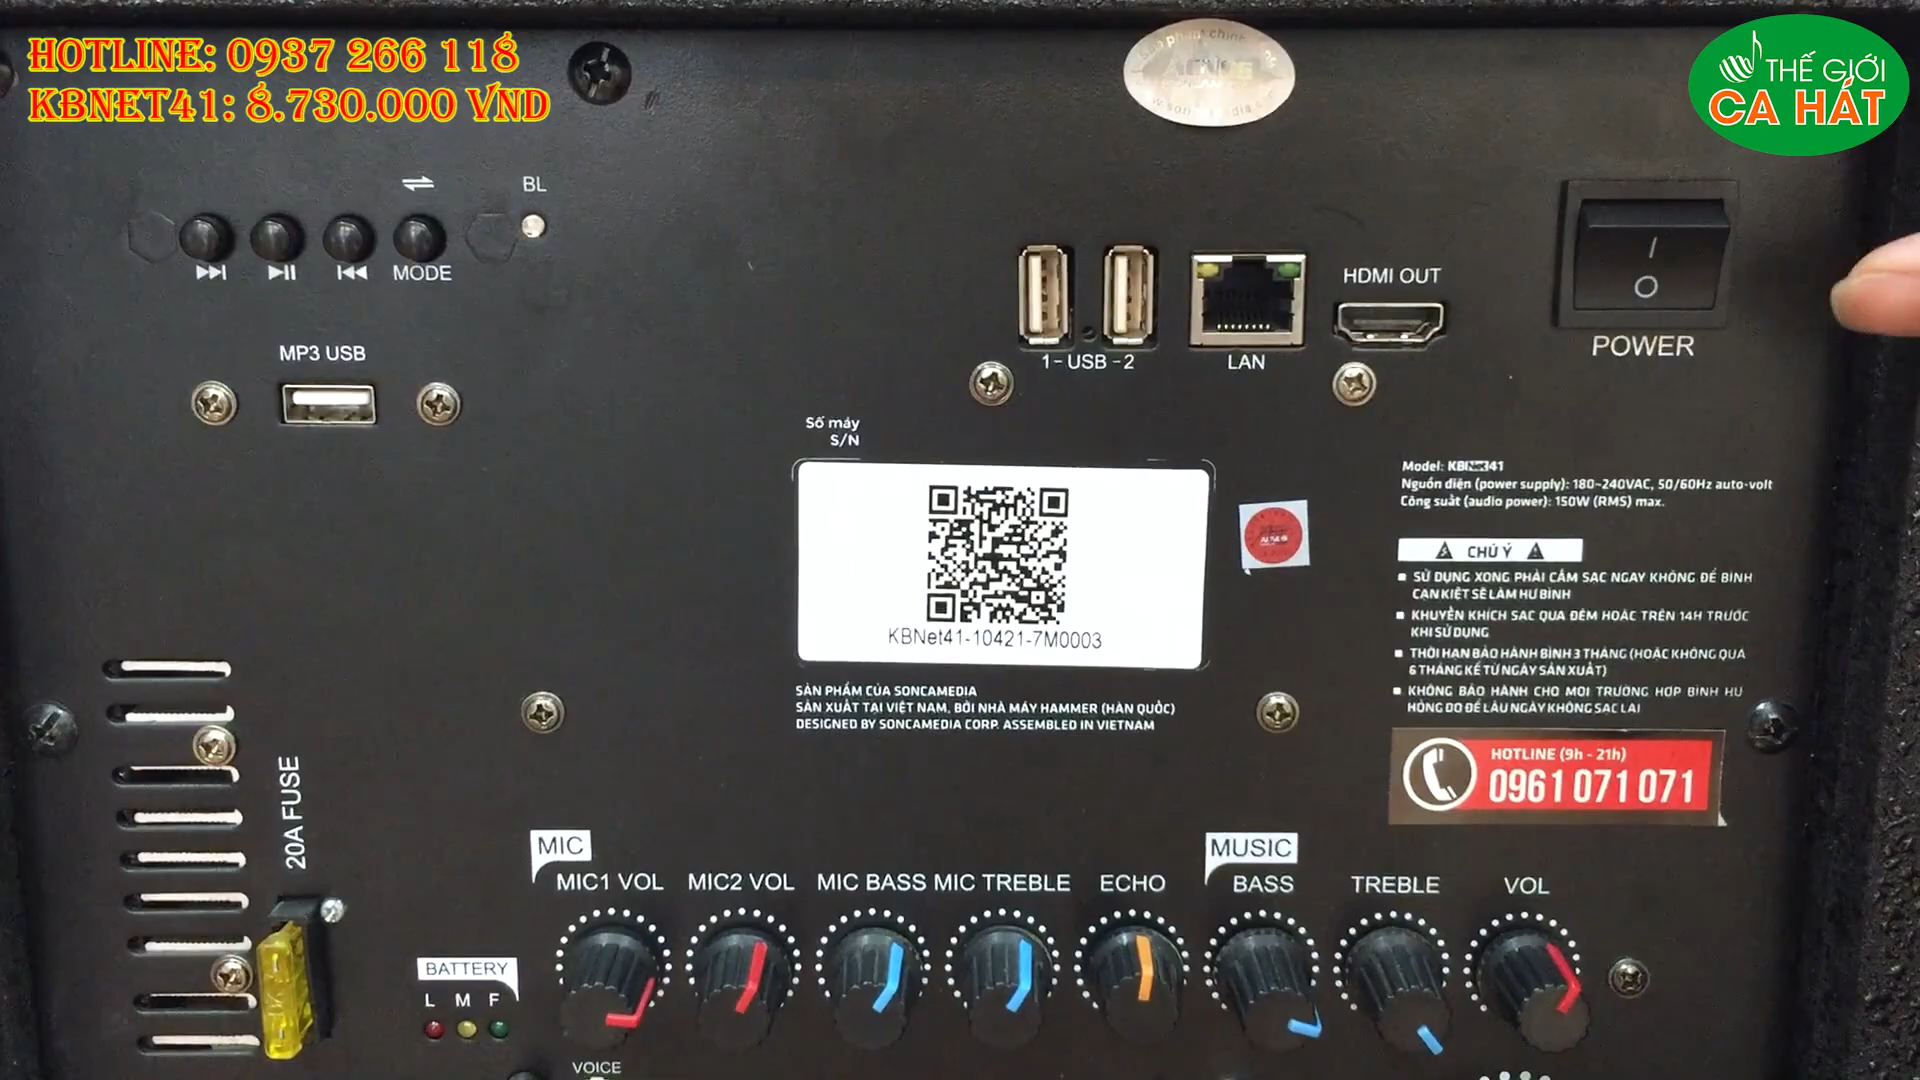 HOTLINE: 0937 266 118
KBNET41: 8.730.000 VND
THẾ GIỚI
CA HÁT
BL
MODE
MP3 USB
1 - USB - 2
LAN
HDMI OUT
POWER
Số máy
S/N
KBNet41-10421-7M0003
SẢN PHẨM CỦA SONCAMEDIA
SẢN XUẤT TẠI VIỆT NAM, BỞI NHÀ MÁY HAMMER (HÀN QUỐC)
DESIGNED BY SONCAMEDIA CORP. ASSEMBLED IN VIETNAM
Model: KBNet41
Nguồn điện (power supply): 180~240VAC, 50/60Hz auto-volt
Công suất (audio power): 150W (RMS) max.
CHÚ Ý
SỬ DỤNG XONG PHẢI CẮM SẠC NGAY KHÔNG ĐỂ BÌNH
CẠN KIỆT SẼ LÀM HƯ BÌNH
KHUYẾN KHÍCH SẠC QUA ĐÊM HOẶC TRÊN 14H TRƯỚC
KHI SỬ DỤNG
THỜI HẠN BẢO HÀNH BÌNH 3 THÁNG (HOẶC KHÔNG QUÁ
6 THÁNG KỂ TỪ NGÀY SẢN XUẤT)
KHÔNG BẢO HÀNH CHO MỌI TRƯỜNG HỢP BÌNH HƯ
HỎNG DO ĐỂ LÂU NGÀY KHÔNG SẠC LẠI
HOTLINE (9h - 21h)
0961 071 071
20A FUSE
MIC
MIC1 VOL
MIC2 VOL
MIC BASS
MIC TREBLE
ECHO
MUSIC
BASS
TREBLE
VOL
BATTERY
L M F
VOICE